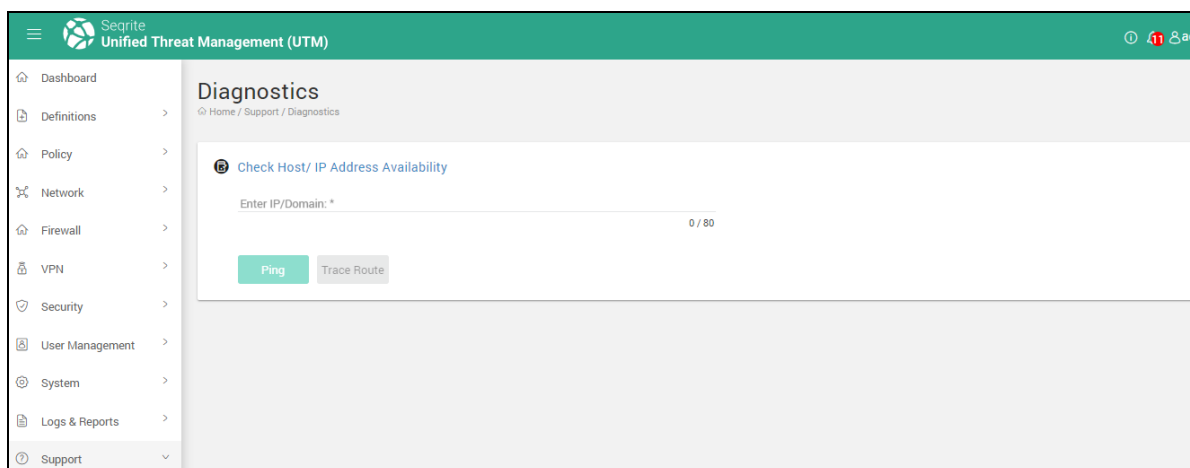 Seqrite
Unified Threat Management (UTM)
11
Dashboard
Definitions
Policy
Network
Firewall
VPN
Security
User Management
System
Logs & Reports
Support
Diagnostics
Home / Support / Diagnostics
Check Host/ IP Address Availability
Enter IP/Domain: *
0 / 80
Ping
Trace Route